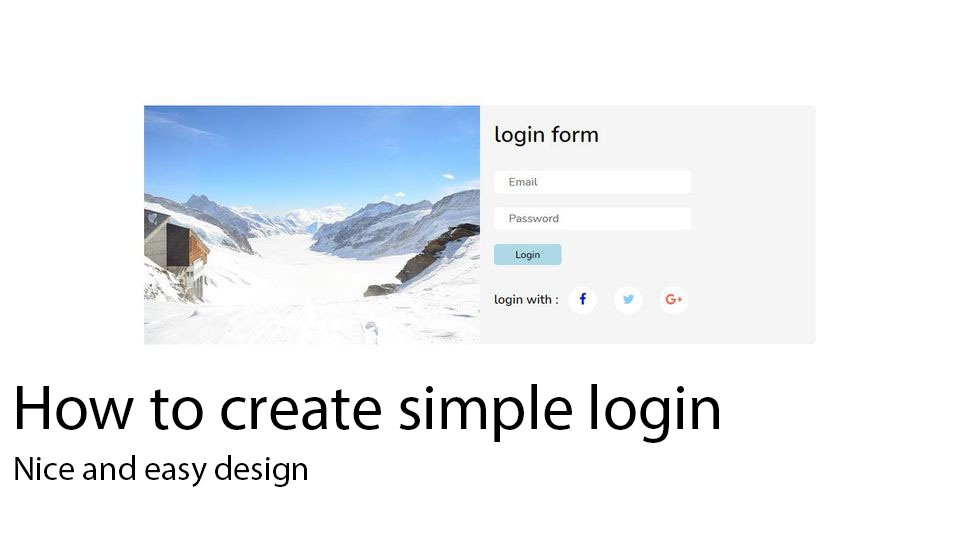 login form
Email
Password
Login
login with :
How to create simple login
Nice and easy design